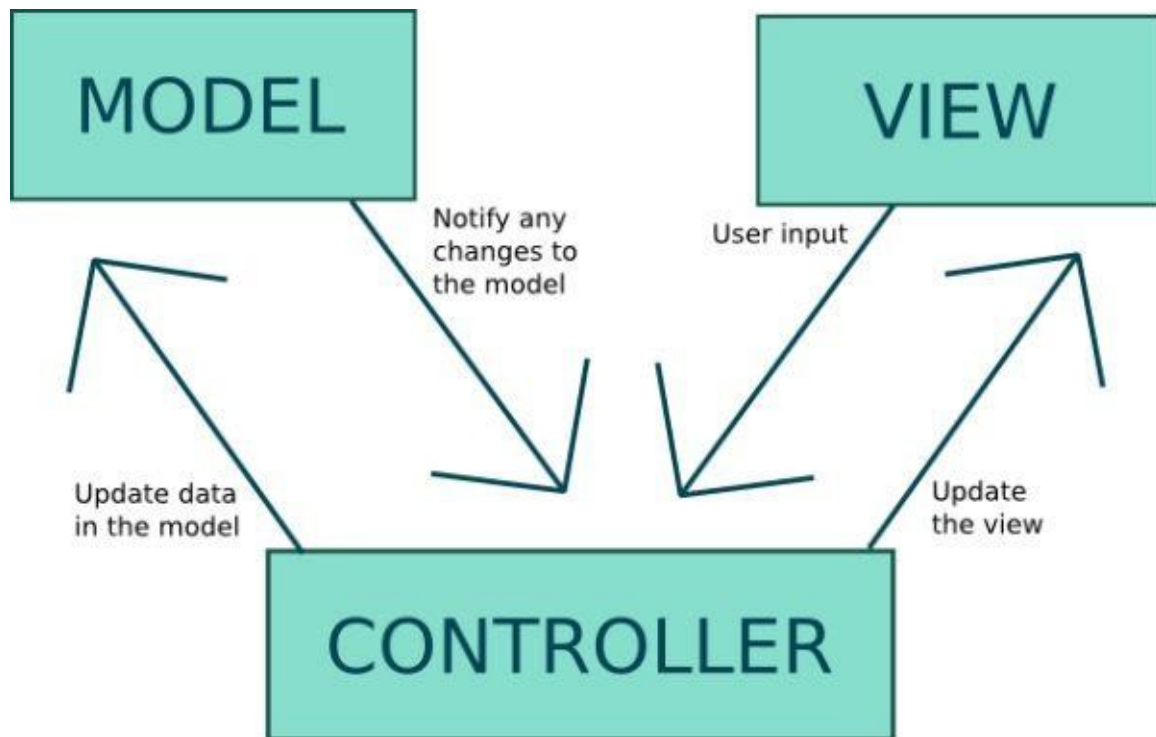 MODEL
VIEW
Notify any
changes to
the model
User input
Update data
in the model
Update
the view
CONTROLLER